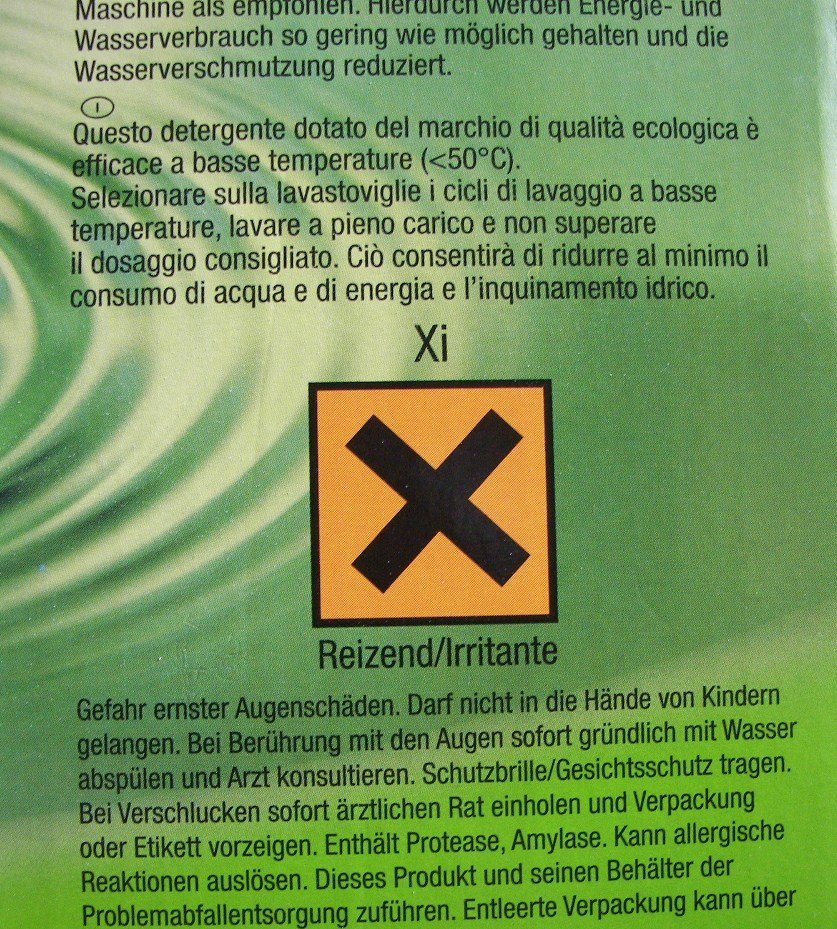 Maschine als empfohlen. Hierdurch werden Energie- und
Wasserverbrauch so gering wie möglich gehalten und die
Wasserverschmutzung reduziert.
I
Questo detergente dotato del marchio di qualità ecologica è
efficace a basse temperature (<50°C).
Selezionare sulla lavastoviglie i cicli di lavaggio a basse
temperature, lavare a pieno carico e non superare
il dosaggio consigliato. Ciò consentirà di ridurre al minimo il
consumo di acqua e di energia e l'inquinamento idrico.
Xi
Reizend/Irritante
Gefahr ernster Augenschäden. Darf nicht in die Hände von Kindern
gelangen. Bei Berührung mit den Augen sofort gründlich mit Wasser
abspülen und Arzt konsultieren. Schutzbrille/Gesichtsschutz tragen.
Bei Verschlucken sofort ärztlichen Rat einholen und Verpackung
oder Etikett vorzeigen. Enthält Protease, Amylase. Kann allergische
Reaktionen auslösen. Dieses Produkt und seinen Behälter der
Problemabfallentsorgung zuführen. Entleerte Verpackung kann über